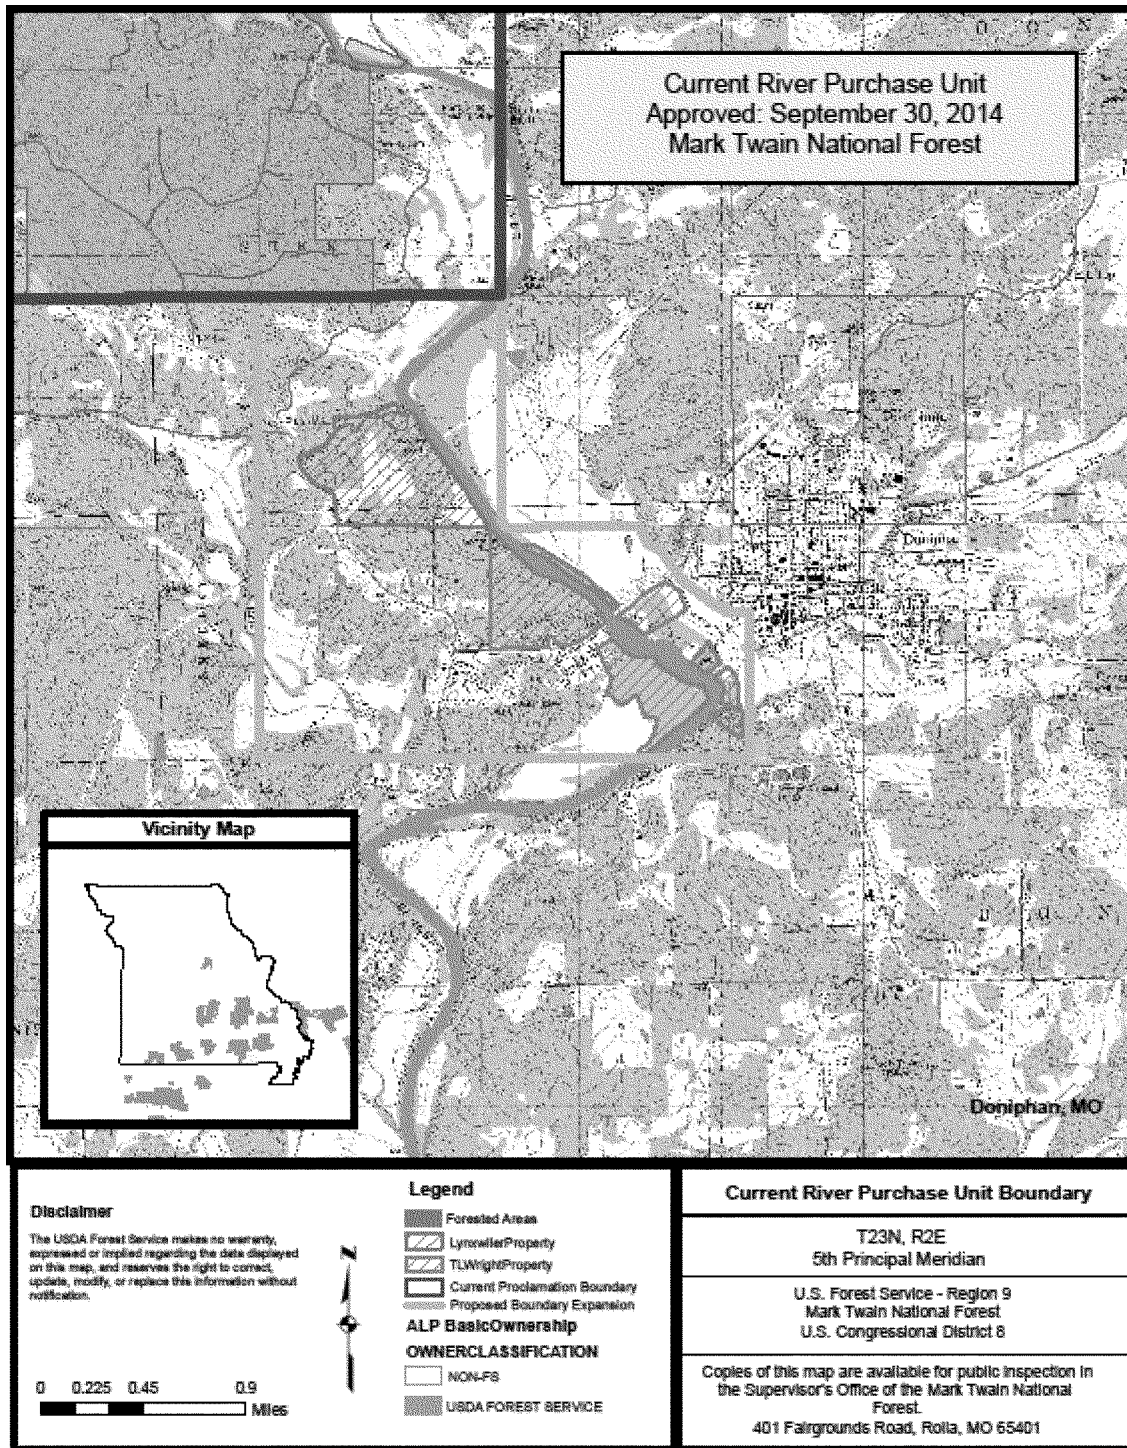 Current River Purchase Unit
Approved: September 30, 2014
Mark Twain National Forest
Doniphan
Vicinity Map
Doniphan, MO
Disclaimer
The USDA Forest Service makes no warranty,
expressed or implied regarding the data displayed
on this map, and reserves the right to correct,
update, modify, or replace this information without
notification.
0 0.225 0.45 0.9
Miles
N
Legend
Forested Areas
LyrowllerProperty
TLWrightProperty
Current Proclamation Boundary
Proposed Boundary Expansion
ALP BasicOwnership
OWNERCLASSIFICATION
NON-FS
USDA FOREST SERVICE
Current River Purchase Unit Boundary
T23N, R2E
5th Principal Meridian
U.S. Forest Service - Region 9
Mark Twain National Forest
U.S. Congressional District 8
Copies of this map are available for public inspection in
the Supervisor's Office of the Mark Twain National
Forest.
401 Fairgrounds Road, Rolla, MO 65401